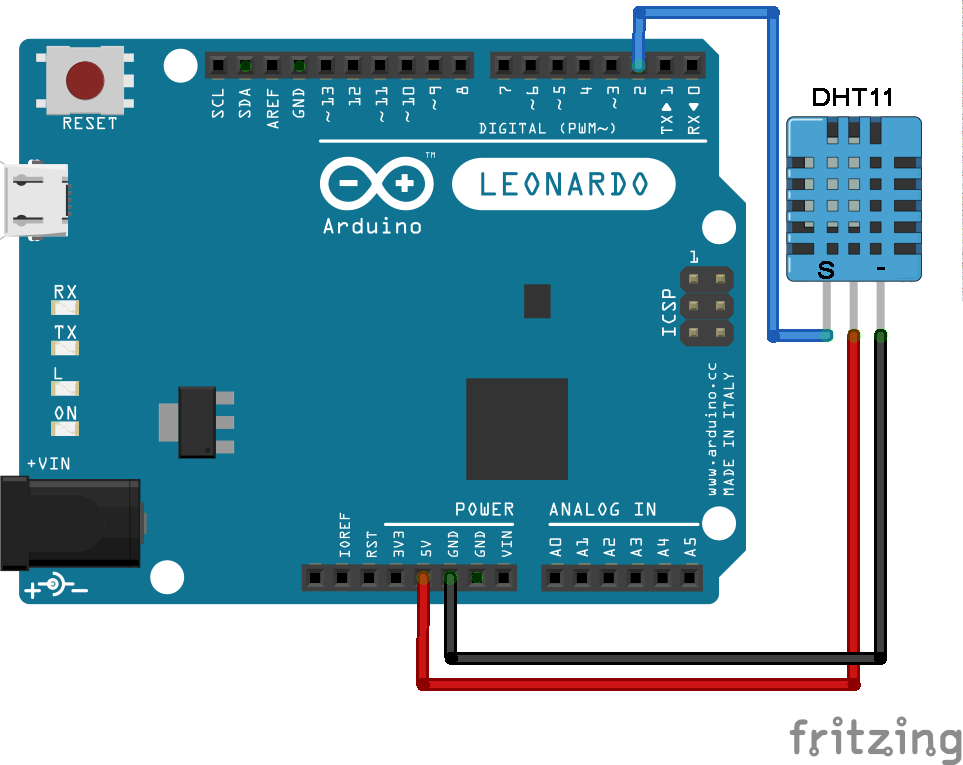 DHT11
S -
RESET
SCL SDA AREF GND ~13 12 ~11 ~10 ~9 8 7 ~6 ~5 4 ~3 2 TX▶1 RX◀0
DIGITAL (PWM~)
TM
LEONARDO
Arduino
1
ICSP
RX
TX
L
ON
+VIN
www.arduino.cc
MADE IN ITALY
POWER
ANALOG IN
IOREF RST 3V3 5V GND GND VIN A0 A1 A2 A3 A4 A5
fritzing